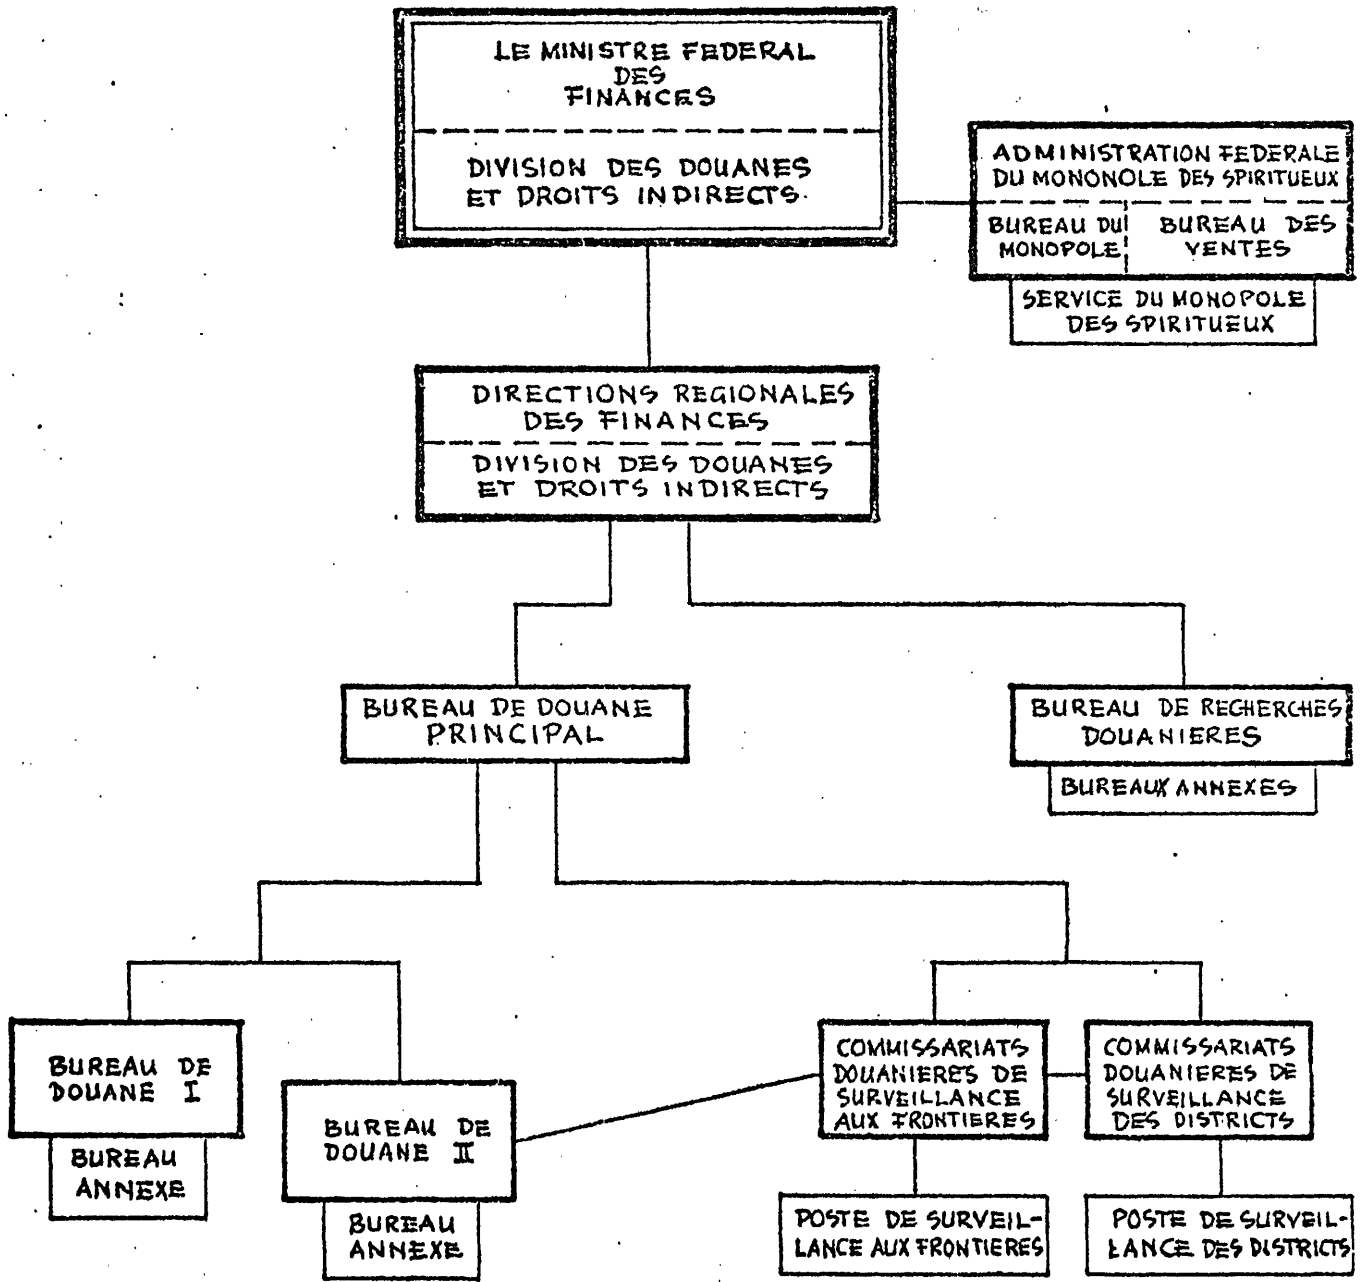 LE MINISTRE FEDERAL
DES
FINANCES
DIVISION DES DOUANES
ET DROITS INDIRECTS.
ADMINISTRATION FEDERALE
DU MONONOLE DES SPIRITUEUX
BUREAU DU
MONOPOLE
BUREAU DES
VENTES
SERVICE DU MONOPOLE
DES SPIRITUEUX
DIRECTIONS REGIONALES
DES FINANCES
DIVISION DES DOUANES
ET DROITS INDIRECTS
BUREAU DE DOUANE
PRINCIPAL
BUREAU DE RECHERCHES
DOUANIERES
BUREAUX ANNEXES
BUREAU DE
DOUANE I
BUREAU
ANNEXE
BUREAU DE
DOUANE II
BUREAU
ANNEXE
COMMISSARIATS
DOUANIERES DE
SURVEILLANCE
AUX FRONTIERES
COMMISSARIATS
DOUANIERES DE
SURVEILLANCE
DES DISTRICTS
POSTE DE SURVEIL-
LANCE AUX FRONTIERES
POSTE DE SURVEIL-
LANCE DES DISTRICTS